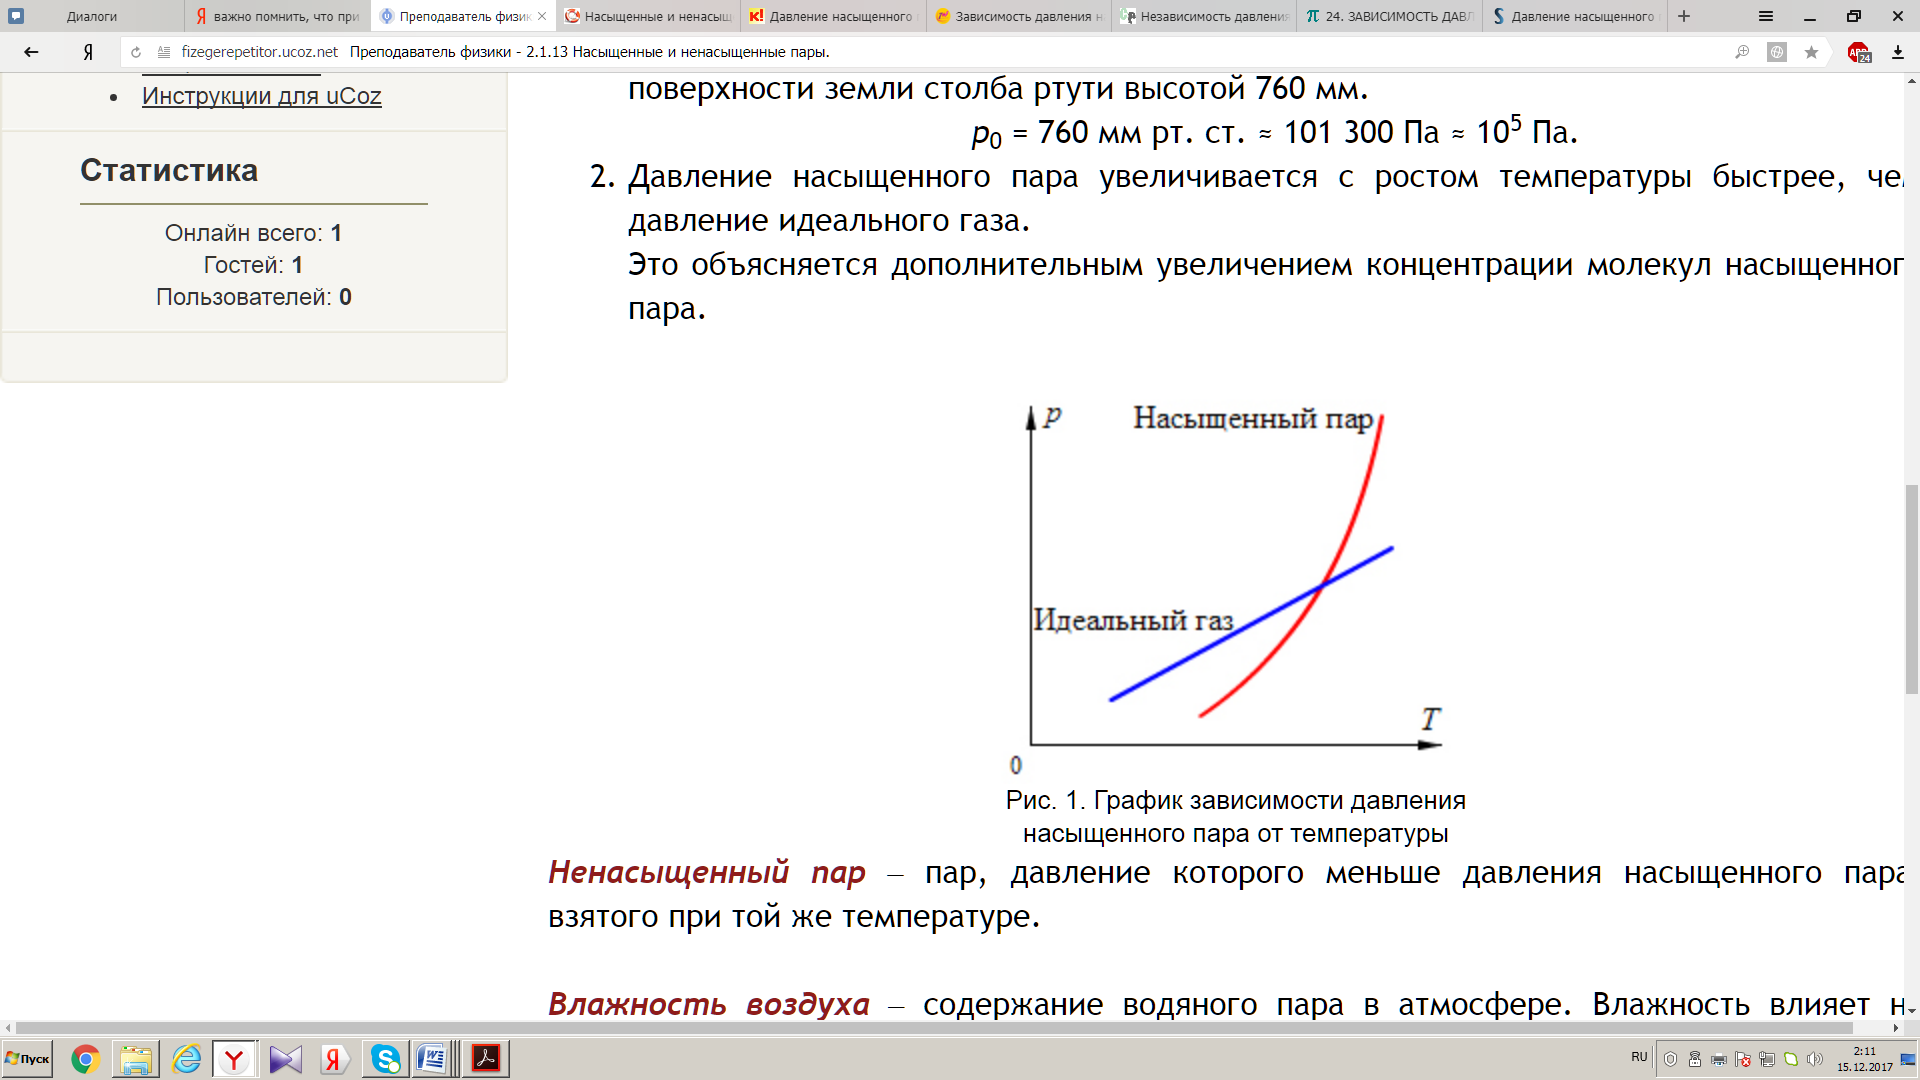 Диалоги
важно помнить, что при
Преподаватель физик
Насыщенные и ненасыщ
Давление насыщенного
Зависимость давления н
Независимость давления
24. ЗАВИСИМОСТЬ ДАВЛ
Давление насыщенного
fizegerepetitor.ucoz.net Преподаватель физики - 2.1.13 Насыщенные и ненасыщенные пары.
24
Инструкции для uCoz
Статистика
Онлайн всего: 1
Гостей: 1
Пользователей: 0
поверхности земли столба ртути высотой 760 мм.
p₀ = 760 мм рт. ст. ≈ 101 300 Па ≈ 10⁵ Па.
2. Давление насыщенного пара увеличивается с ростом температуры быстрее, чем
давление идеального газа.
Это объясняется дополнительным увеличением концентрации молекул насыщенног
пара.
p
Насыщенный пар
Идеальный газ
T
0
Рис. 1. График зависимости давления
насыщенного пара от температуры
Ненасыщенный пар – пар, давление которого меньше давления насыщенного пара
взятого при той же температуре.
Влажность воздуха – содержание водяного пара в атмосфере. Влажность влияет н
Пуск
RU
2:11
15.12.2017